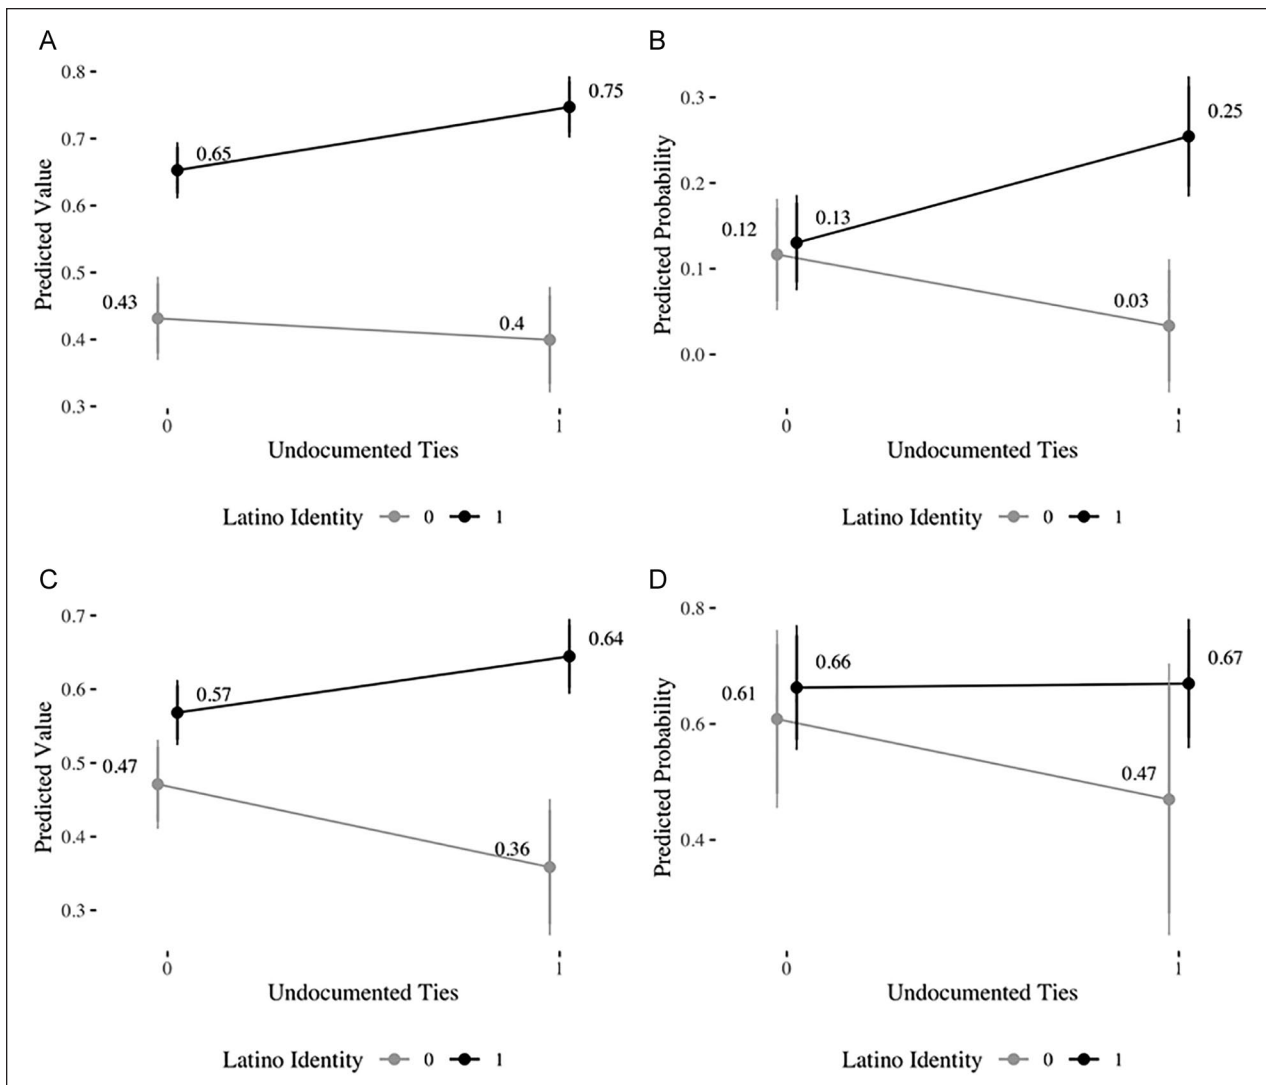 A
Predicted Value
0.8
0.7
0.6
0.5
0.4
0.3
0.65
0.75
0.43
0.4
0
1
Undocumented Ties
Latino Identity 0 1
B
Predicted Probability
0.3
0.2
0.1
0.0
0.12
0.13
0.25
0.03
0
1
Undocumented Ties
Latino Identity 0 1
C
Predicted Value
0.7
0.6
0.5
0.4
0.3
0.57
0.64
0.47
0.36
0
1
Undocumented Ties
Latino Identity 0 1
D
Predicted Probability
0.8
0.6
0.4
0.61
0.66
0.67
0.47
0
1
Undocumented Ties
Latino Identity 0 1